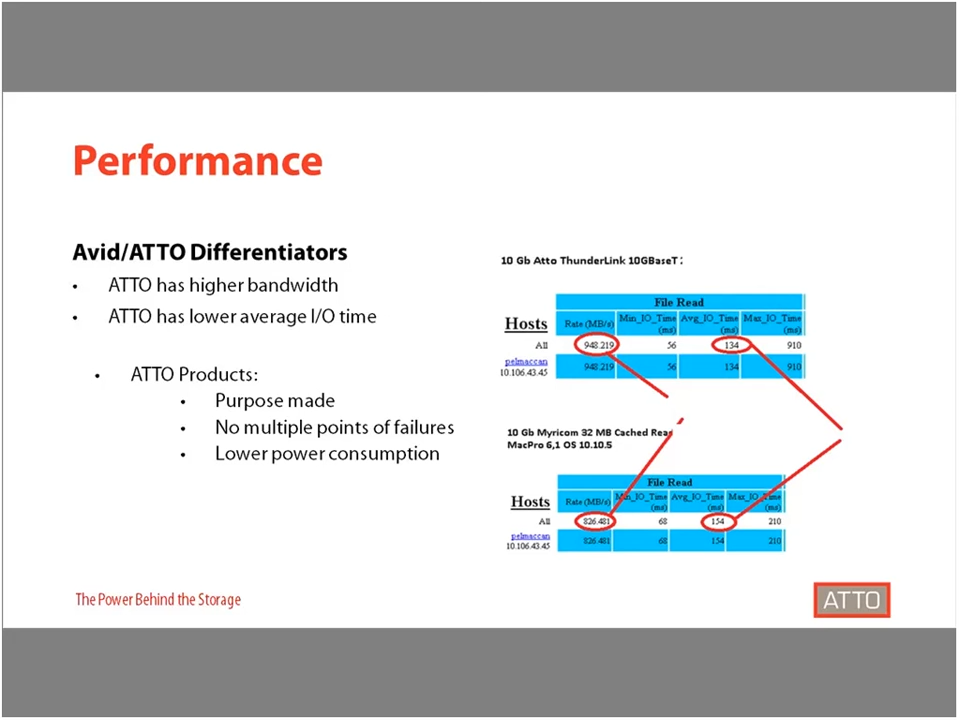 Performance
Avid/ATTO Differentiators
• ATTO has higher bandwidth
• ATTO has lower average I/O time
• ATTO Products:
• Purpose made
• No multiple points of failures
• Lower power consumption
10 Gb Atto ThunderLink 10GBaseT
File Read
Hosts Rate (MB/s) Min_IO_Time (ms) Avg_IO_Time (ms) Max_IO_Time (ms)
All 948.219 56 134 910
pelmaccan 10.106.43.45 948.219 56 134 910
10 Gb Myricom 32 MB Cached Read
MacPro 6,1 OS 10.10.5
File Read
Hosts Rate (MB/s) Min_IO_Time (ms) Avg_IO_Time (ms) Max_IO_Time (ms)
All 826.481 68 154 210
pelmaccan 10.106.43.45 826.481 68 154 210
The Power Behind the Storage
ATTO